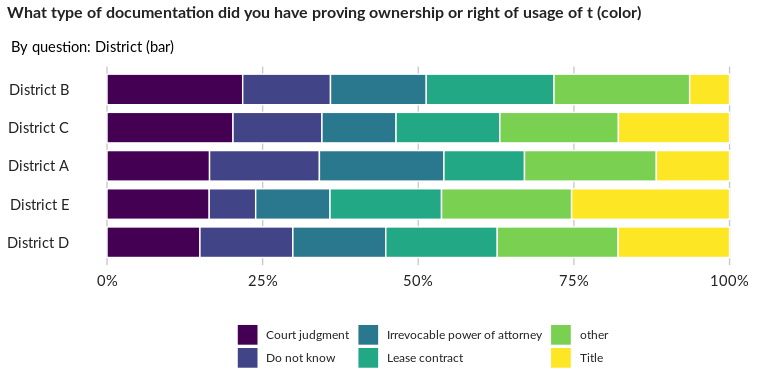 What type of documentation did you have proving ownership or right of usage of t (color)
By question: District (bar)
District B
District C
District A
District E
District D
0% 25% 50% 75% 100%
Court judgment Irrevocable power of attorney other
Do not know Lease contract Title